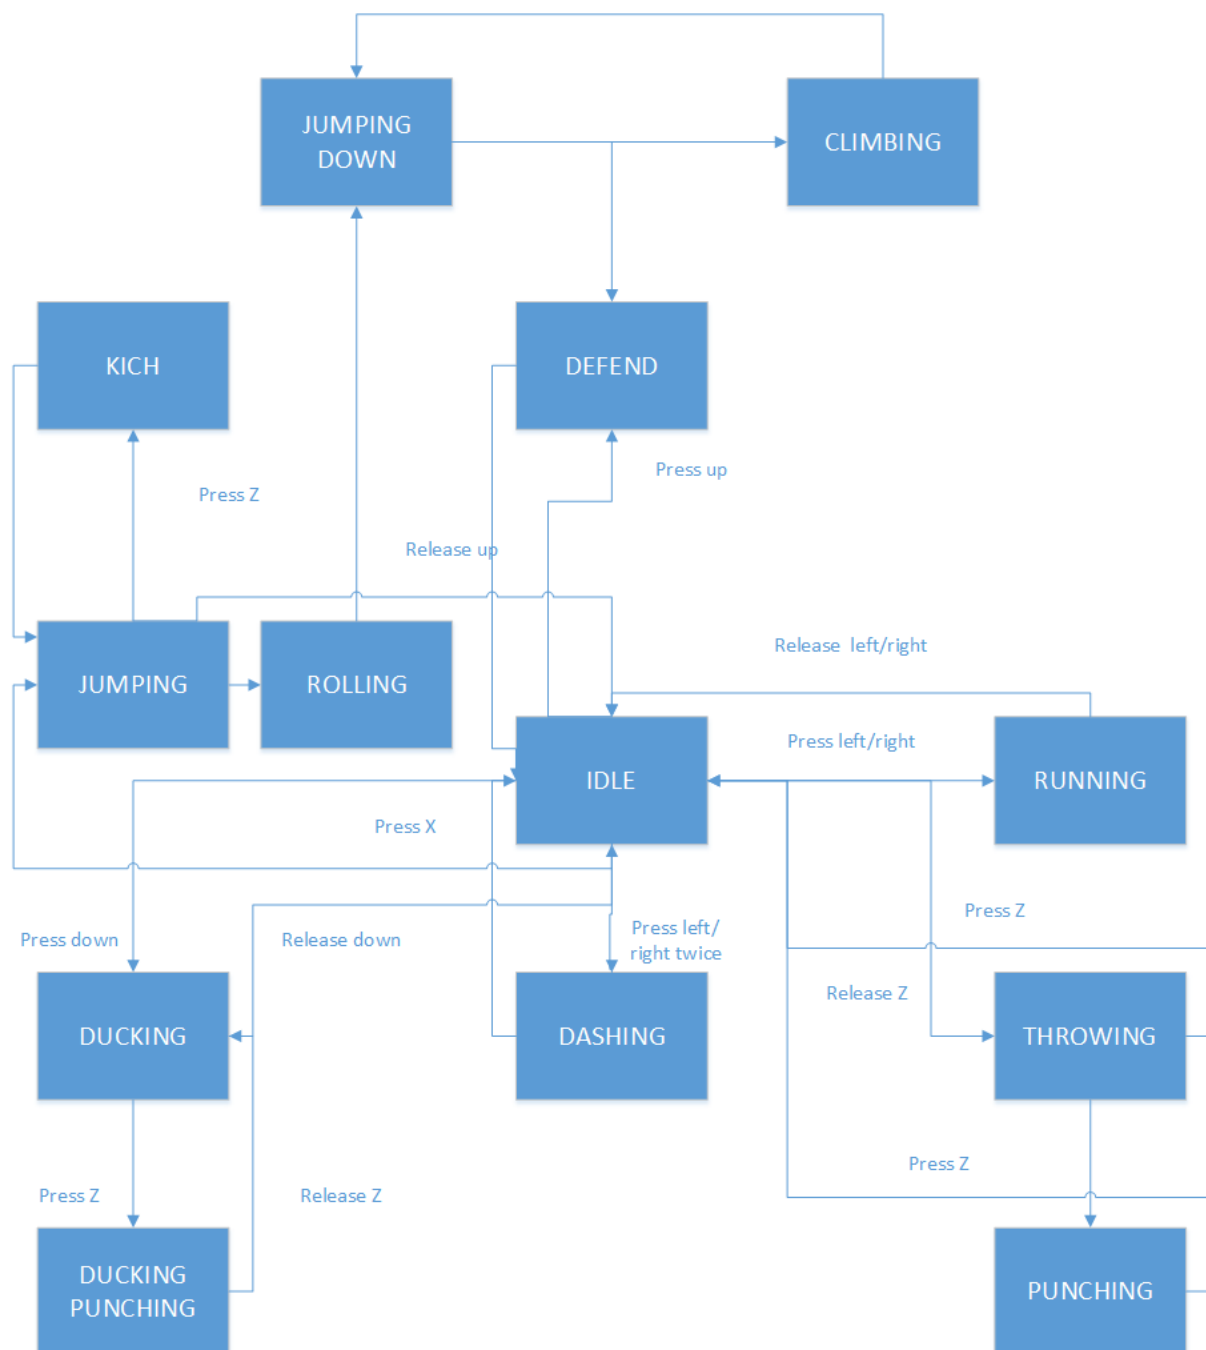 JUMPING
DOWN
CLIMBING
KICH
DEFEND
Press up
Press Z
Release up
JUMPING
ROLLING
Release left/right
Press left/right
IDLE
RUNNING
Press X
Press Z
Press down
Release down
Press left/
right twice
Release Z
DUCKING
DASHING
THROWING
Press Z
Press Z
Release Z
DUCKING
PUNCHING
PUNCHING